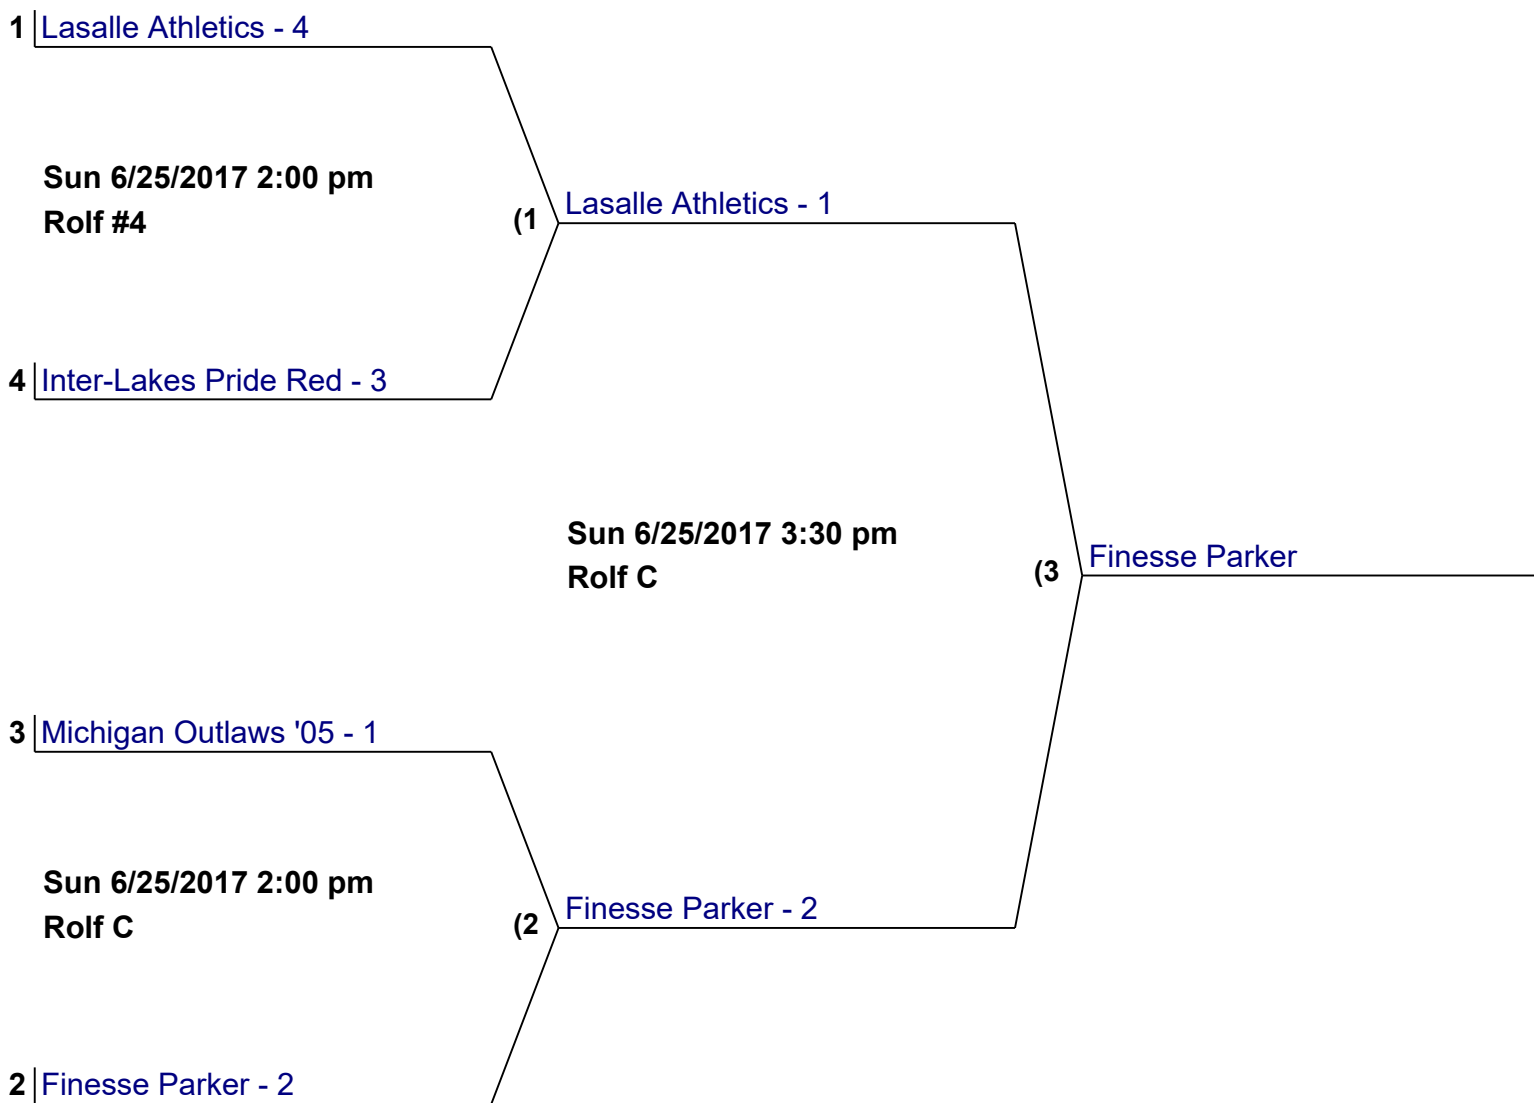 1 Lasalle Athletics - 4
Sun 6/25/2017 2:00 pm
Rolf #4
(1
Lasalle Athletics - 1
4 Inter-Lakes Pride Red - 3
Sun 6/25/2017 3:30 pm
Rolf C
(3
Finesse Parker
3 Michigan Outlaws '05 - 1
Sun 6/25/2017 2:00 pm
Rolf C
(2
Finesse Parker - 2
2 Finesse Parker - 2